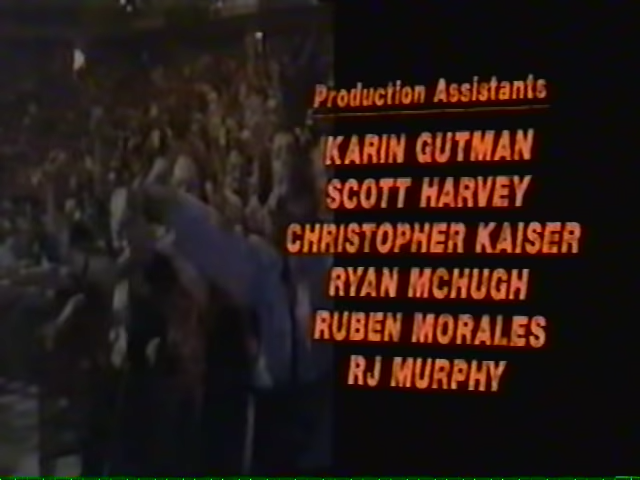 Production Assistants
KARIN GUTMAN
SCOTT HARVEY
CHRISTOPHER KAISER
RYAN MCHUGH
RUBEN MORALES
RJ MURPHY